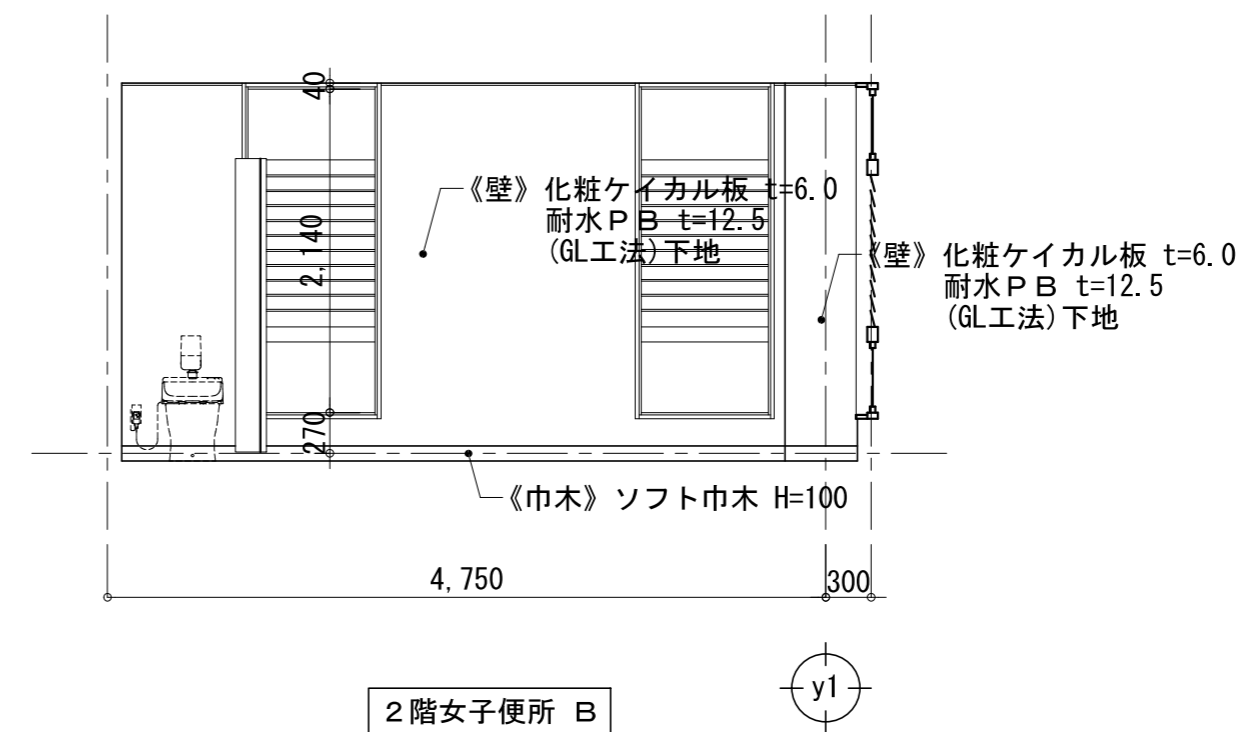 40
《壁》化粧ケイカル板 t=6.0
耐水ＰＢ t=12.5
(GL工法)下地
2,140
《壁》化粧ケイカル板 t=6.0
耐水ＰＢ t=12.5
(GL工法)下地
270
《巾木》ソフト巾木 H=100
4,750
300
y1
２階女子便所 Ｂ